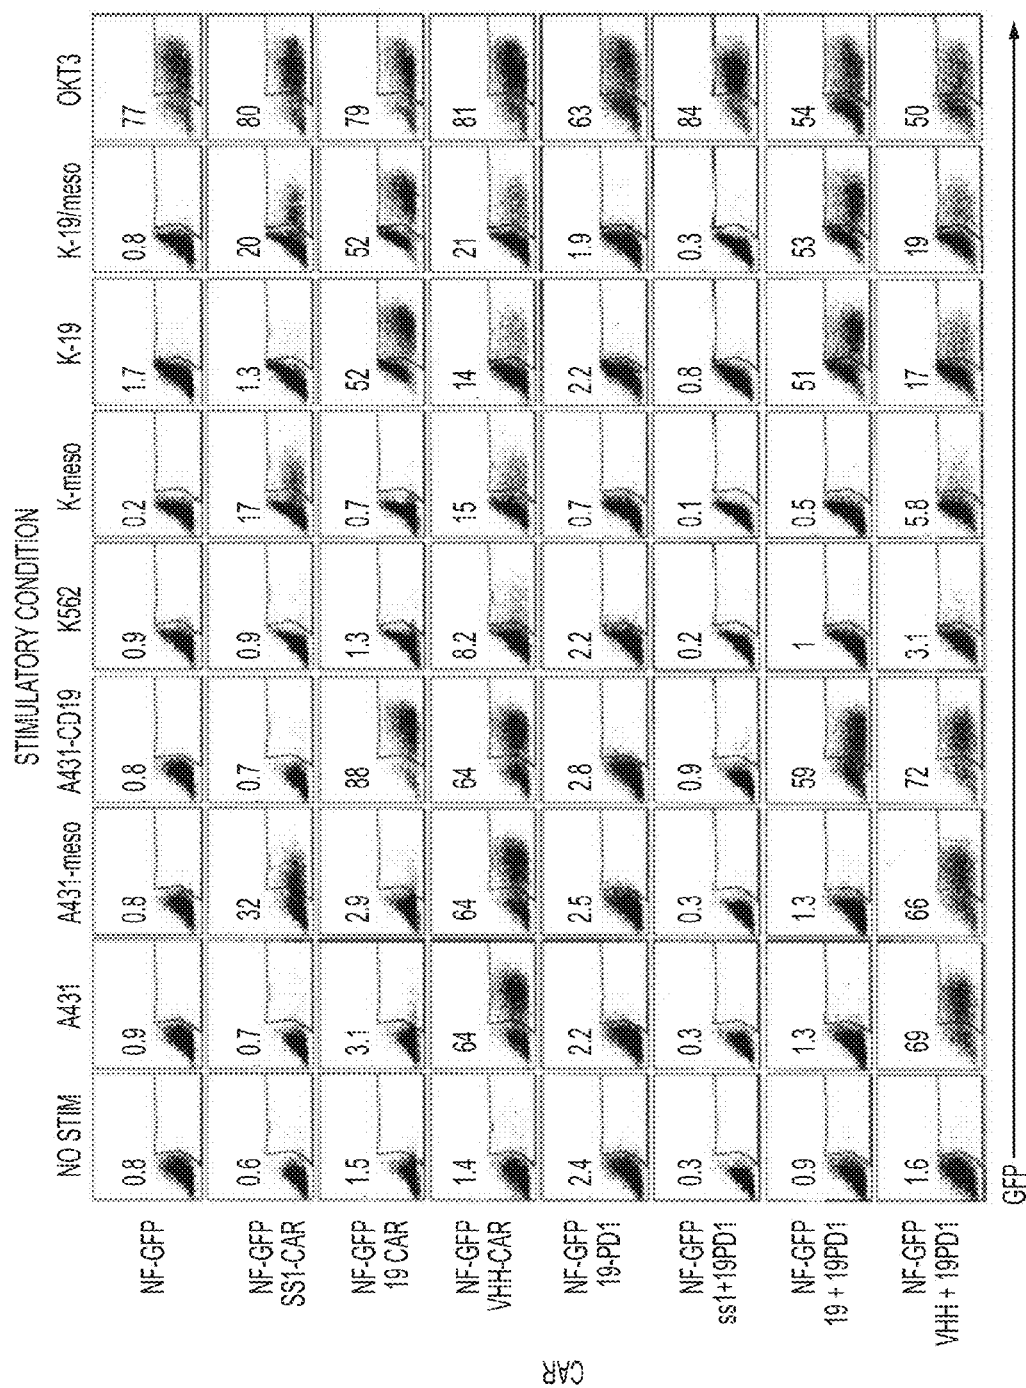 STIMULATORY CONDITION
NO STIM A431 A431-meso A431-CD19 K562 K-meso K-19 K-19/meso OKT3
NF-GFP 0.8 0.9 0.8 0.8 0.9 0.2 1.7 0.8 77
NF-GFP
SS1-CAR 0.6 0.7 32 0.7 0.9 17 1.3 20 80
NF-GFP
19 CAR 1.5 3.1 2.9 88 1.3 0.7 52 52 79
NF-GFP
VHH-CAR 1.4 64 64 64 8.2 15 14 21 81
NF-GFP
19-PD1 2.4 2.2 2.5 2.8 2.2 0.7 2.2 1.9 63
NF-GFP
ss1+19PD1 0.3 0.3 0.3 0.9 0.2 0.1 0.8 0.3 84
NF-GFP
19 + 19PD1 0.9 1.3 1.3 59 1 0.5 51 53 54
NF-GFP
VHH + 19PD1 1.6 69 66 72 3.1 5.8 17 19 50
CAR
GFP